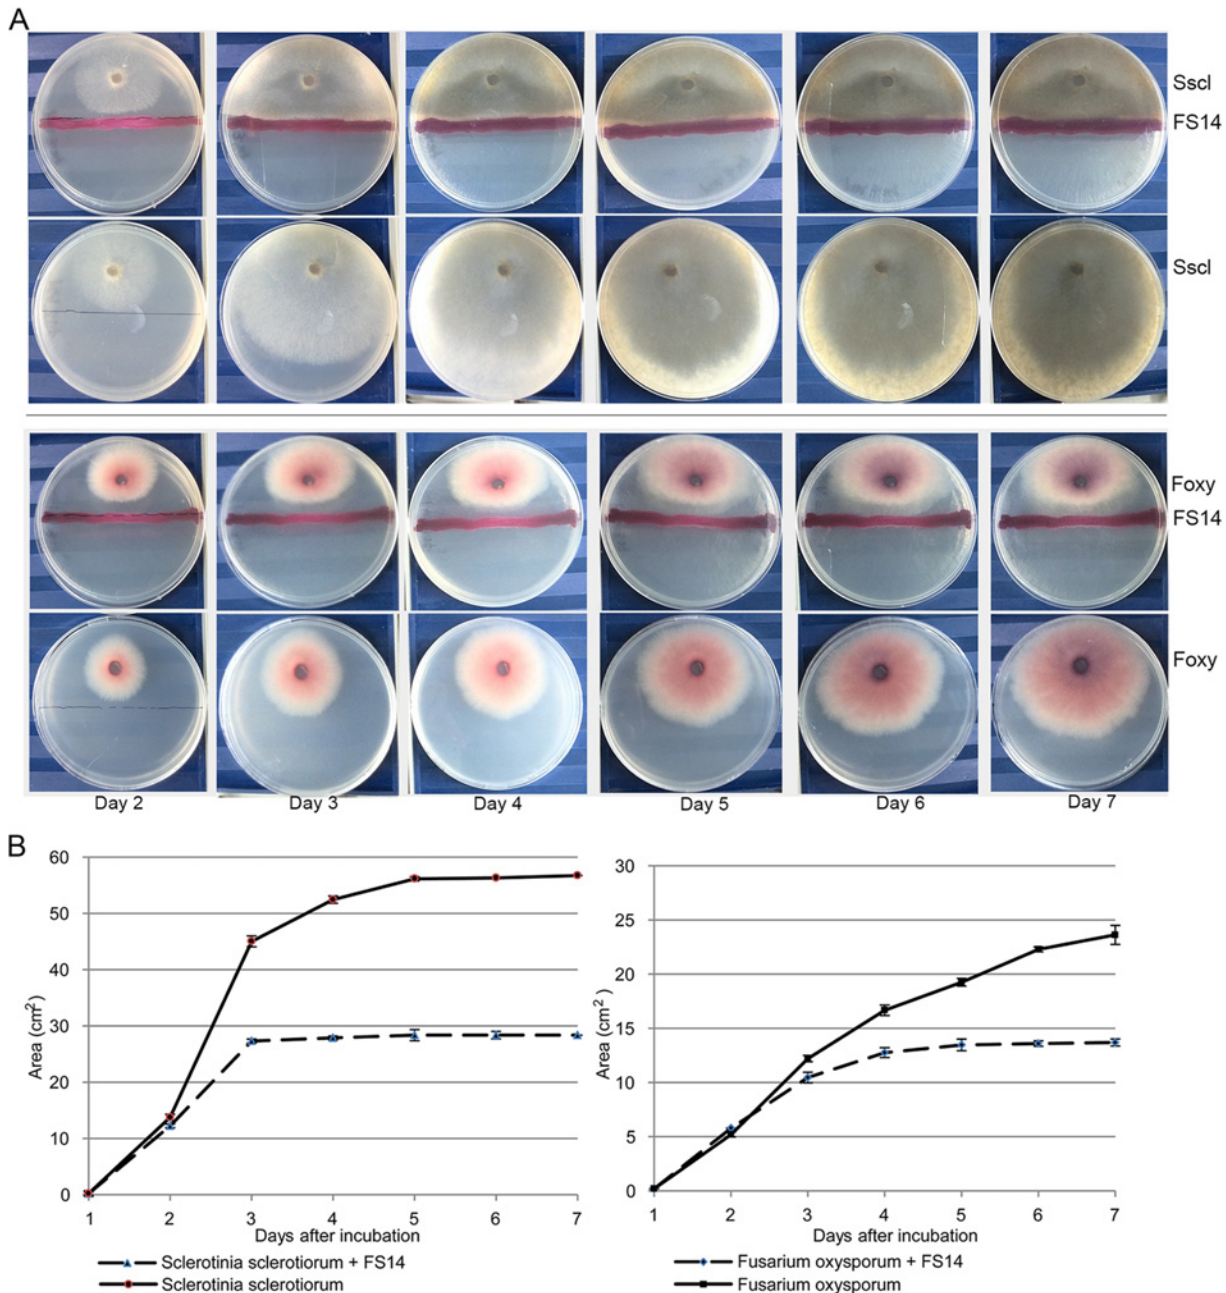 A
Sscl
FS14
Sscl
Foxy
FS14
Foxy
Day 2 Day 3 Day 4 Day 5 Day 6 Day 7
B
60
50
40
30
20
10
0
Area (cm²)
1 2 3 4 5 6 7
Days after incubation
Sclerotinia sclerotiorum + FS14
Sclerotinia sclerotiorum
30
25
20
15
10
5
0
Area (cm²)
1 2 3 4 5 6 7
Days after incubation
Fusarium oxysporum + FS14
Fusarium oxysporum